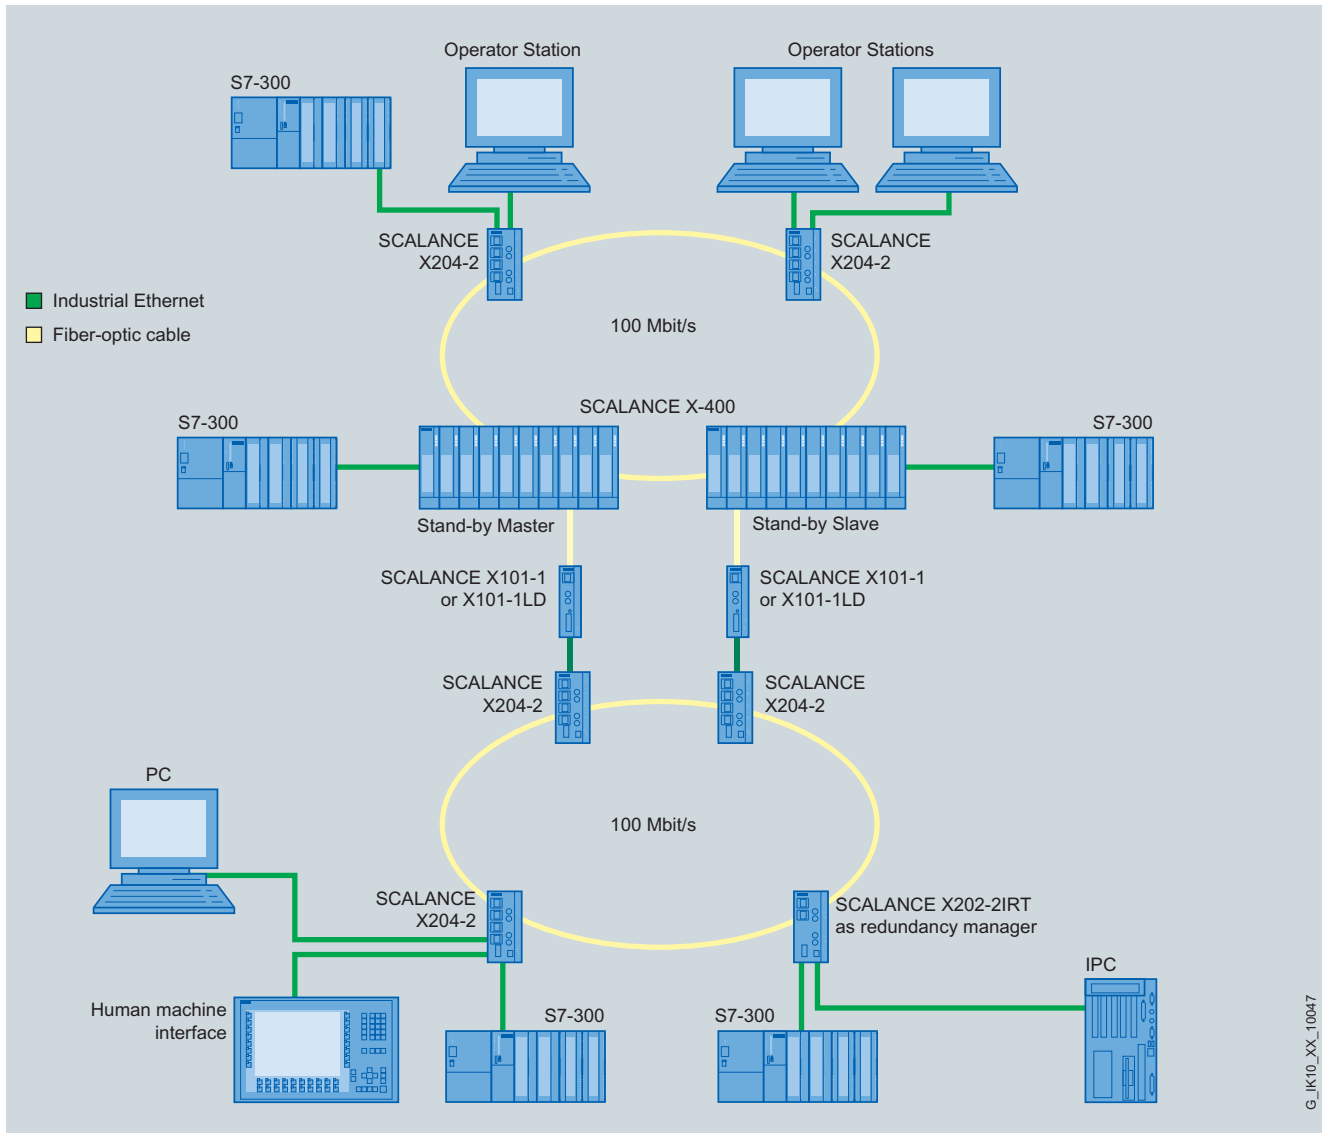 Operator Station
Operator Stations
S7-300
SCALANCE
X204-2
SCALANCE
X204-2
Industrial Ethernet
Fiber-optic cable
100 Mbit/s
SCALANCE X-400
S7-300
S7-300
Stand-by Master
Stand-by Slave
SCALANCE X101-1
or X101-1LD
SCALANCE X101-1
or X101-1LD
SCALANCE
X204-2
SCALANCE
X204-2
PC
100 Mbit/s
SCALANCE
X204-2
SCALANCE X202-2IRT
as redundancy manager
IPC
Human machine
interface
S7-300
S7-300
G_IK10_XX_10047